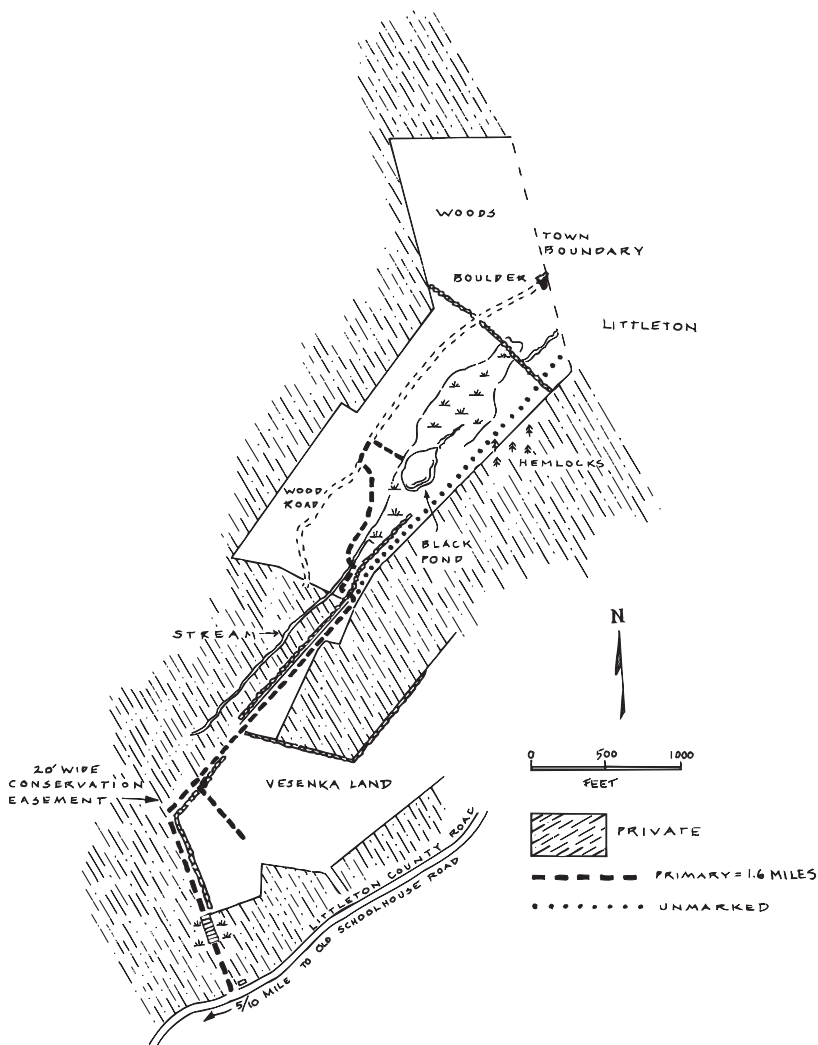 WOODS
TOWN
BOUNDARY
BOULDER
LITTLETON
HEMLOCKS
WOOD
ROAD
BLACK
POND
STREAM
N
20' WIDE
CONSERVATION
EASEMENT
VESENKA LAND
0 500 1000
FEET
PRIVATE
PRIMARY = 1.6 MILES
UNMARKED
LITTLETON COUNTY ROAD
5/10 MILE TO OLD SCHOOLHOUSE ROAD